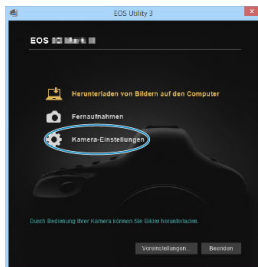 EOS Utility 3
EOS
Herunterladen von Bildern auf den Computer
Fernaufnahmen
Kamera-Einstellungen
Durch Bedienung Ihrer Kamera können Sie Bilder herunterladen.
Voreinstellungen... Beenden